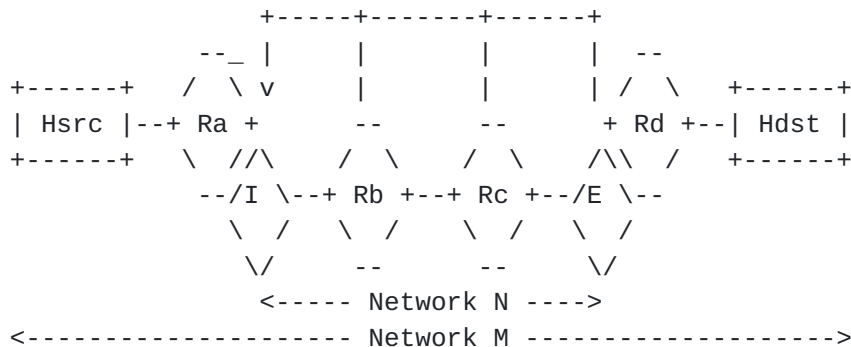 Hsrc Ra Rd Hdst
I Rb Rc E
Network N
Network M